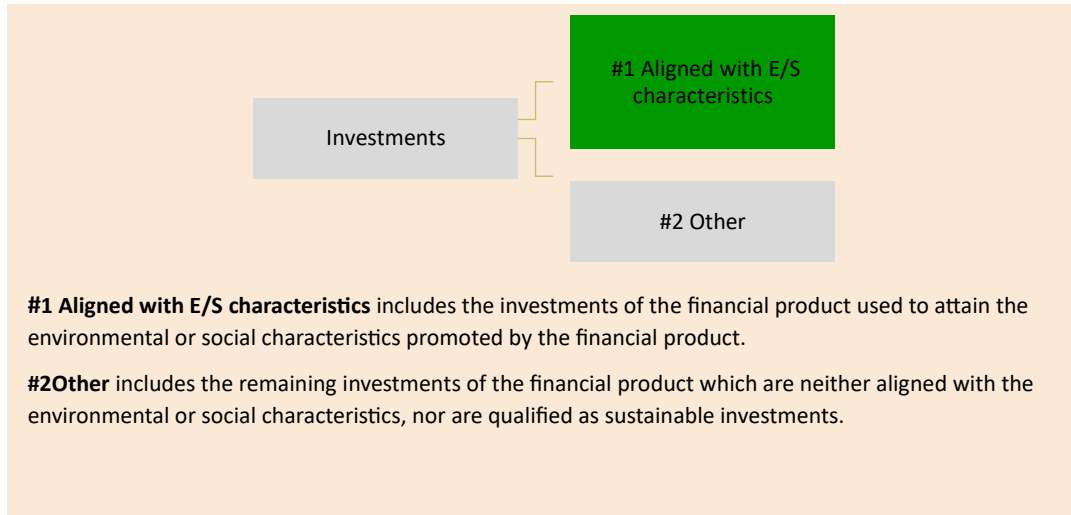 #1 Aligned with E/S
characteristics
Investments
#2 Other
#1 Aligned with E/S characteristics includes the investments of the financial product used to attain the
environmental or social characteristics promoted by the financial product.
#2Other includes the remaining investments of the financial product which are neither aligned with the
environmental or social characteristics, nor are qualified as sustainable investments.